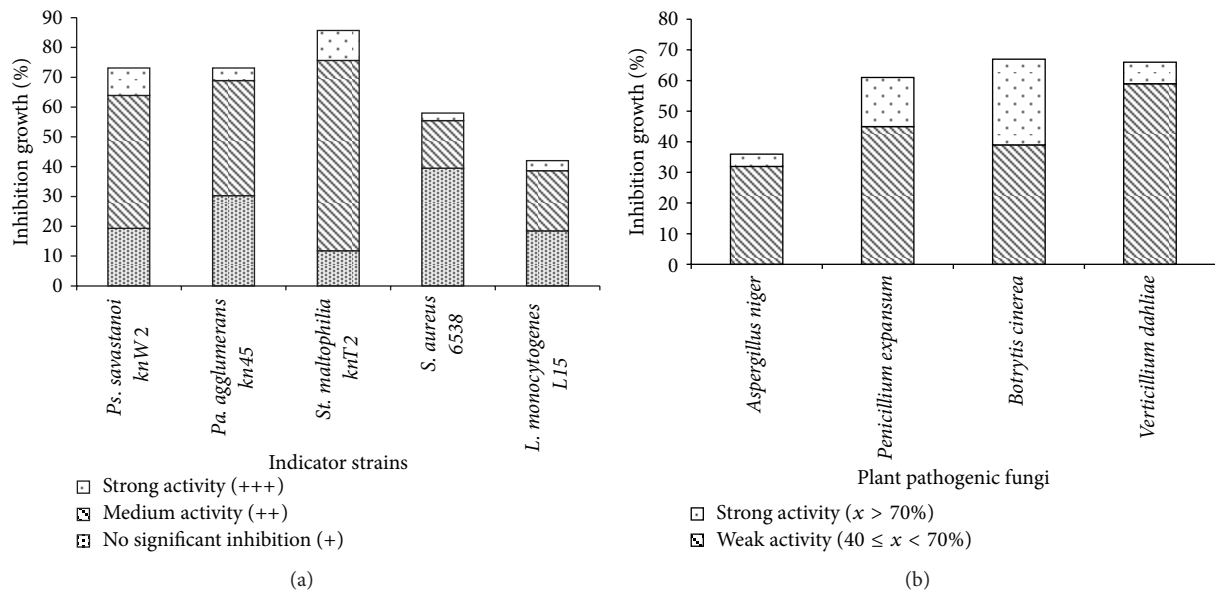 90
80
70
60
50
40
30
20
10
0
Inhibition growth (%)
Ps. savastanoi
knW 2
Pa. agglumerans
kn45
St. maltophilia
knT 2
S. aureus
6538
L. monocytogenes
L15
Indicator strains
Strong activity (+++)
Medium activity (++)
No significant inhibition (+)
(a)
80
70
60
50
40
30
20
10
0
Inhibition growth (%)
Aspergillus niger
Penicillium expansum
Botrytis cinerea
Verticillium dahliae
Plant pathogenic fungi
Strong activity (x > 70%)
Weak activity (40 ≤ x < 70%)
(b)